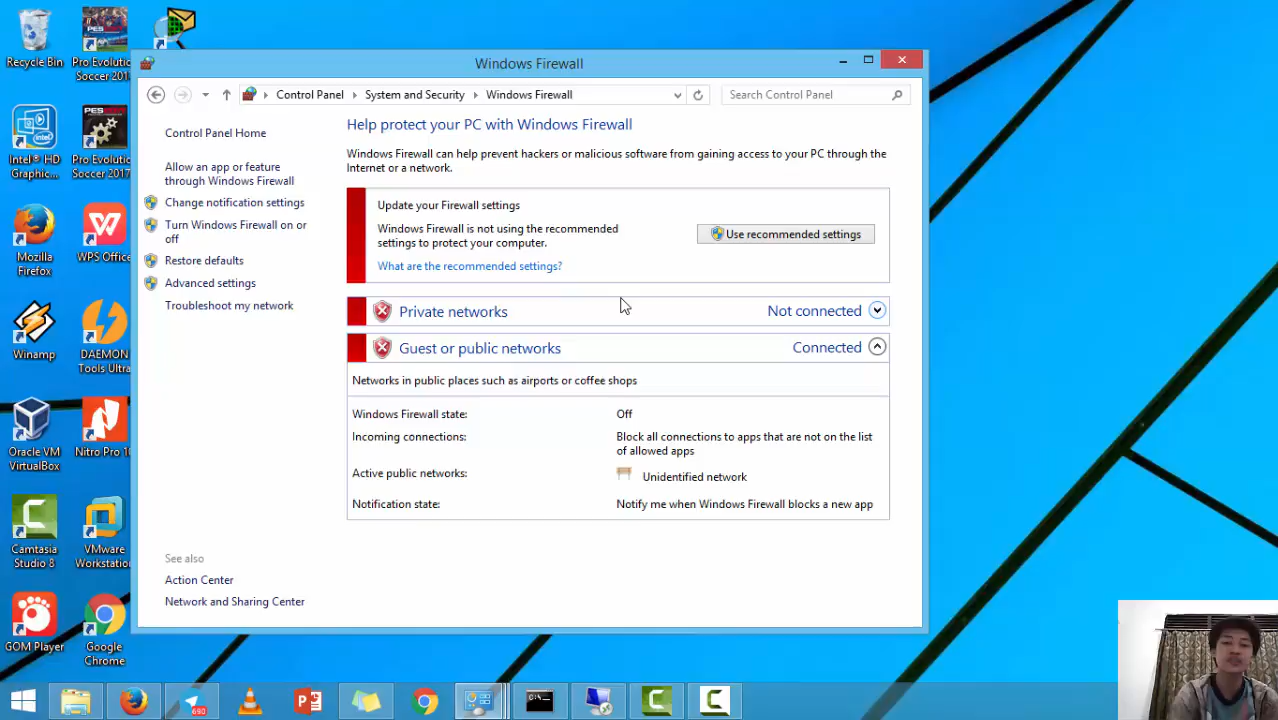 Recycle Bin
Pro Evolution
Soccer 201
Intel® HD
Graphic...
Pro Evolution
Soccer 2017
Mozilla
Firefox
WPS Office
Winamp
DAEMON
Tools Ultra
Oracle VM
VirtualBox
Nitro Pro 10
Camtasia
Studio 8
VMware
Workstation
GOM Player
Google
Chrome
Windows Firewall
Control Panel
System and Security
Windows Firewall
Search Control Panel
Control Panel Home
Allow an app or feature
through Windows Firewall
Change notification settings
Turn Windows Firewall on or
off
Restore defaults
Advanced settings
Troubleshoot my network
See also
Action Center
Network and Sharing Center
Help protect your PC with Windows Firewall
Windows Firewall can help prevent hackers or malicious software from gaining access to your PC through the
Internet or a network.
Update your Firewall settings
Windows Firewall is not using the recommended
settings to protect your computer.
Use recommended settings
What are the recommended settings?
Private networks
Not connected
Guest or public networks
Connected
Networks in public places such as airports or coffee shops
Windows Firewall state:
Off
Incoming connections:
Block all connections to apps that are not on the list
of allowed apps
Active public networks:
Unidentified network
Notification state:
Notify me when Windows Firewall blocks a new app
690